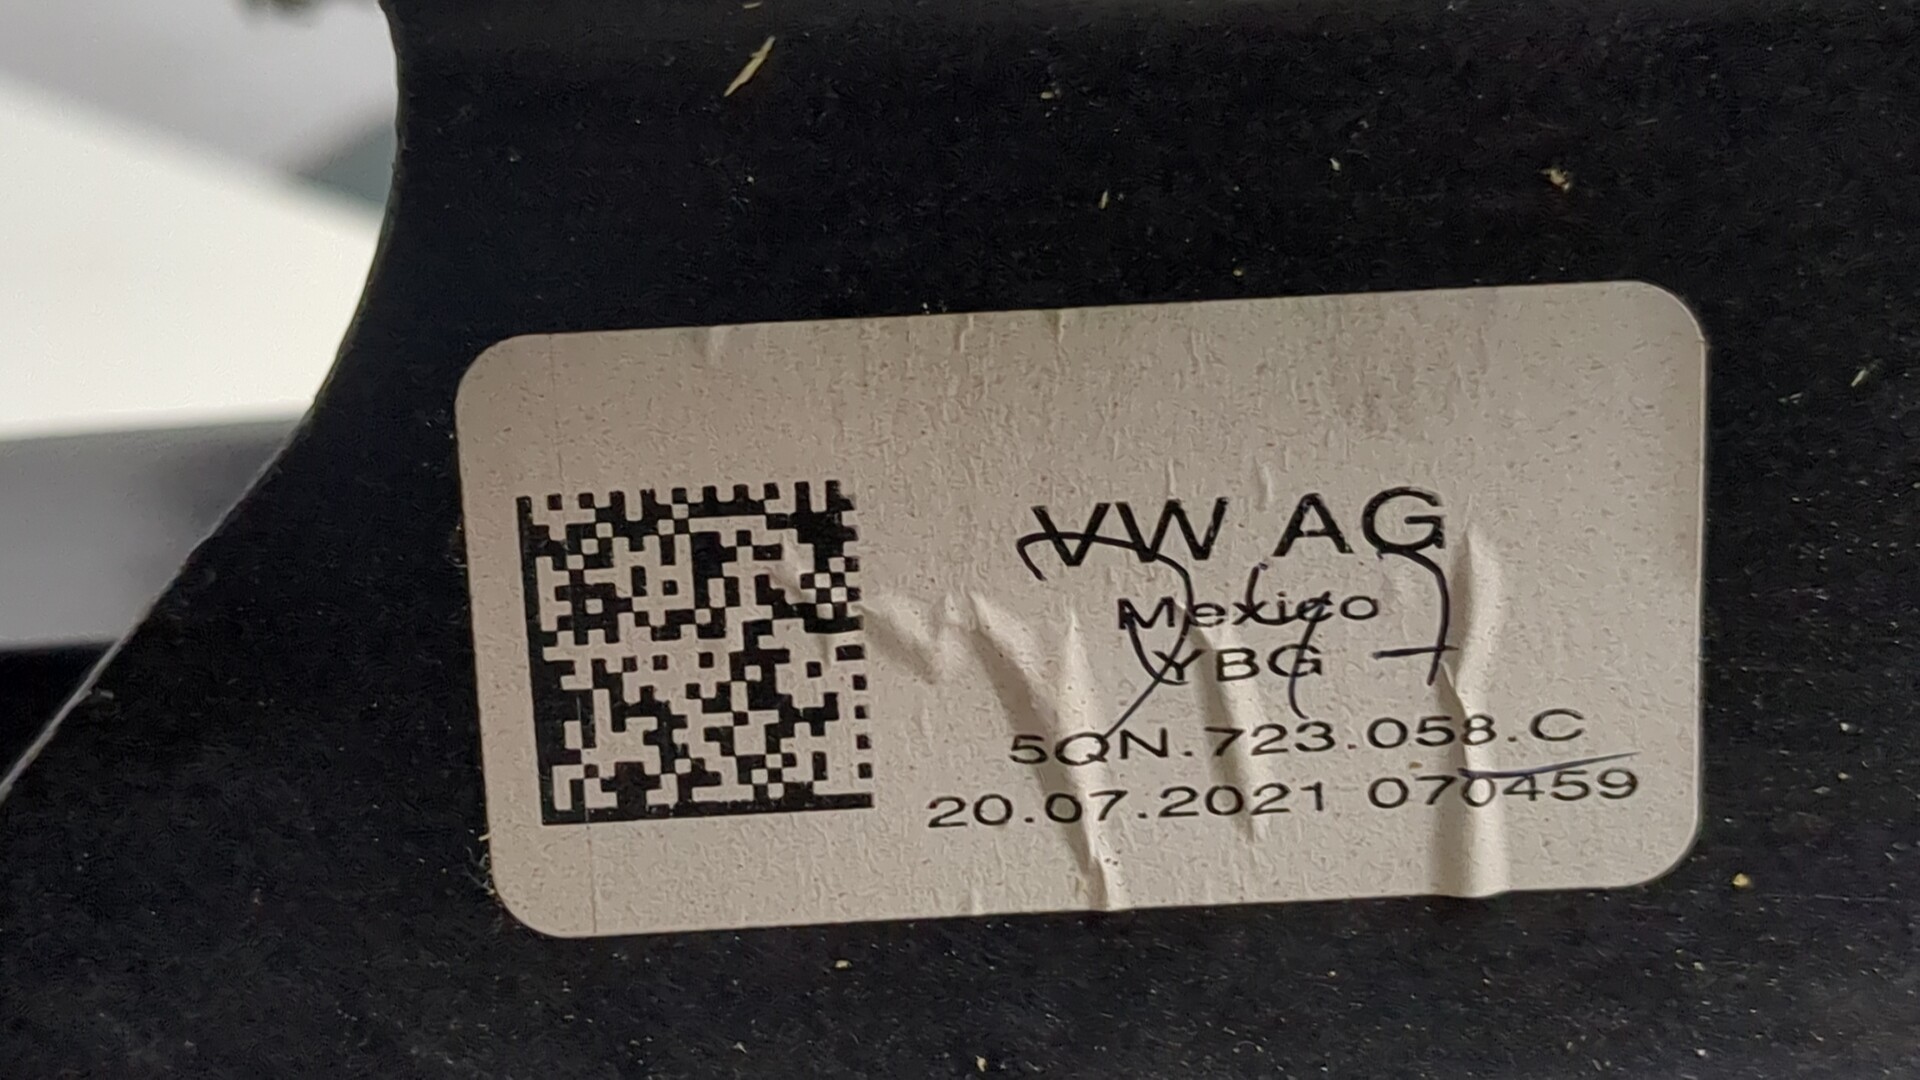 VW AG
Mexico
YBG
5QN.723.058.C
20.07.2021 070459